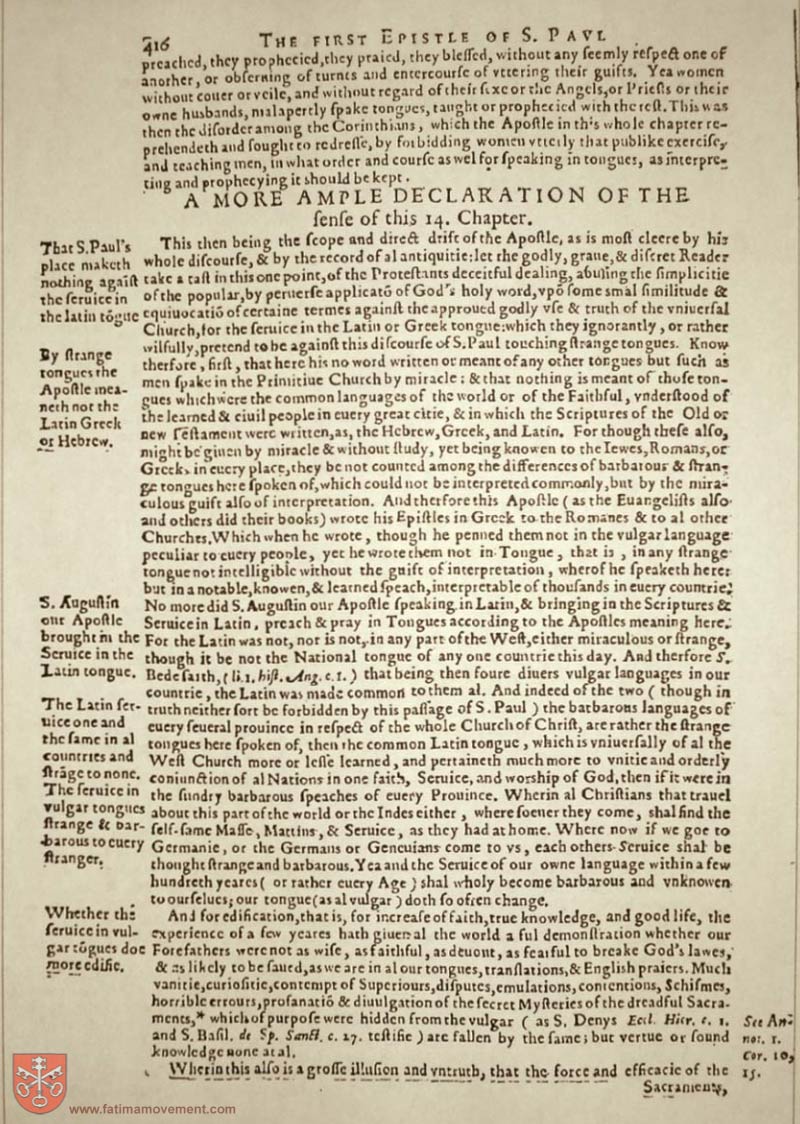 416
THE FIRST EPISTLE OF S. PAVL
preached, they prophecied, they praied, they blessed, without any seemly respect one of
another, or obseruing of turnes and entercourse of vttering their guifts. Yea women
without couer or veile, and without regard of their sexe or the Angels, or Priests or their
owne husbands, malapertly spake tongues, taught or prophecied with the rest. This was
then the disorder among the Corinthians, which the Apostle in this whole chapter re-
prehendeth and sought to redresse, by forbidding women vtterly that publike exercise,
and teaching men, in what order and course as wel for speaking in tongues, as interpre-
ting and prophecying it should be kept.
A MORE AMPLE DECLARATION OF THE
sense of this 14. Chapter.
That S. Paul's
place maketh
nothing agaĩst
the seruice in
the latin tõgue
By strange
tongues the
Apostle mea-
neth not the
Latin Greek
or Hebrew.
This then being the scope and direct drift of the Apostle, as is most cleere by his
whole discourse, & by the record of al antiquitie: let the godly, graue, & discret Reader
take a tast in this one point, of the Protestants deceitful dealing, abusing the simplicitie
of the popular, by peruerse applicatõ of God's holy word, vpõ some smal similitude &
equiuocatiõ of certaine termes against the approued godly vse & truth of the vniuersal
Church, for the seruice in the Latin or Greek tongue: which they ignorantly, or rather
wilfully, pretend to be against this discourse of S. Paul touching strange tongues. Know
therfore, first, that here his no word written or meant of any other tongues but such as
men spake in the Primitiue Church by miracle: & that nothing is meant of those ton-
gues which were the common languages of the world or of the Faithful, vnderstood of
the learned & ciuil people in euery great citie, & in which the Scriptures of the Old or
new Testament were written, as, the Hebrew, Greek, and Latin. For though these also,
might be giuen by miracle & without study, yet being knowen to the Iewes, Romans, or
Greeks in euery place, they be not counted among the differences of barbarous & stran-
ge tongues here spoken of, which could not be interpreted commonly, but by the mira-
culous guift also of interpretation. And therfore this Apostle (as the Euangelists also
and others did their books) wrote his Epistles in Greek to the Romanes & to al other
Churches. Which when he wrote, though he penned them not in the vulgar language
peculiar to euery people, yet he wrote them not in Tongue, that is, in any strange
tongue not intelligible without the guift of interpretation, wherof he speaketh here:
but in a notable, knowen, & learned speach, interpretable of thousands in euery countrie.
S. Augustin
our Apostle
brought in the
Seruice in the
Latin tongue.
The Latin ser-
uice one and
the same in al
countries and
strãge to none.
The seruice in
vulgar tongues
strange & bar-
barous to euery
stranger.
No more did S. Augustin our Apostle speaking in Latin, & bringing in the Scriptures &
Seruice in Latin, preach & pray in Tongues according to the Apostles meaning here.
For the Latin was not, nor is not, in any part of the West, either miraculous or strange,
though it be not the National tongue of any one countrie this day. And therfore S.
Bede saith, (li. 1. hist. Ang. c. 1.) that being then foure diuers vulgar languages in our
countrie, the Latin was made common to them al. And indeed of the two (though in
truth neither sort be forbidden by this passage of S. Paul) the barbarous languages of
euery seueral prouince in respect of the whole Church of Christ, are rather the strange
tongues here spoken of, then the common Latin tongue, which is vniuersally of al the
West Church more or lesse learned, and pertaineth much more to vnitie and orderly
coniunction of al Nations in one faith, Seruice, and worship of God, then if it were in
the sundry barbarous speaches of euery Prouince. Wherin al Christians that trauel
about this part of the world or the Indes either, where soeuer they come, shal find the
self-same Masse, Mattins, & Seruice, as they had at home. Where now if we goe to
Germanie, or the Germans or Geneuians come to vs, each others Seruice shal be
thought strange and barbarous. Yea and the Seruice of our owne language within a few
hundreth yeares (or rather euery Age) shal wholy become barbarous and vnknowen
to ourselues; our tongue (as al vulgar) doth so often change.
Whether the
seruice in vul-
gar tõgues doe
more edifie.
And for edification, that is, for increase of faith, true knowledge, and good life, the
experience of a few yeares hath giuen al the world a ful demonstration whether our
Forefathers were not as wise, as faithful, as deuout, as fearful to breake God's lawes,
& as likely to be saued, as we are in al our tongues, translations, & English praiers. Much
vanitie, curiositie, contempt of Superiours, disputes, emulations, contentions, Schismes,
horrible errours, profanatiõ & diuulgation of the secret Mysteries of the dreadful Sacra-
ments,* which of purpose were hidden from the vulgar (as S. Denys Eccl. Hier. c. 1.
and S. Basil. de Sp. Sanct. c. 27. testifie) are fallen by the same; but vertue or sound
knowledge none at al.
See An-
not. 1.
Cor. 10,
15.
Wherin this also is a grosse illusion and vntruth, that the force and efficacie of the
Sacraments,
www.fatimamovement.com